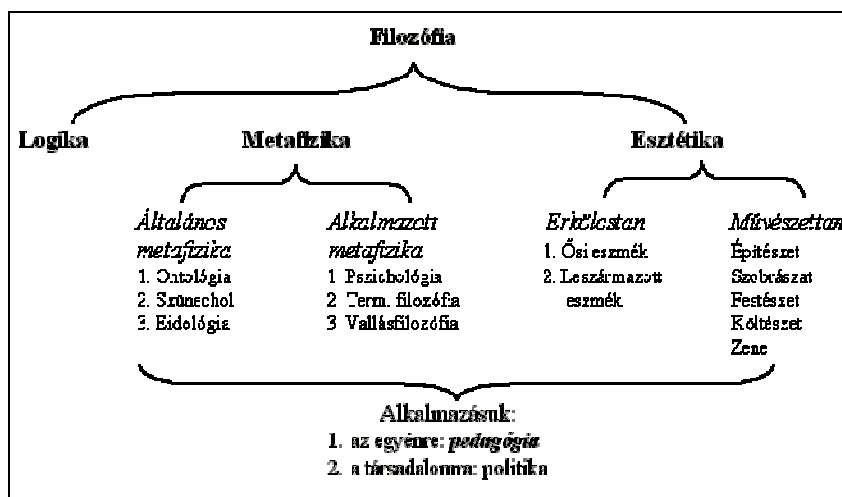 Filozófia
Logika Metafizika Esztétika
Általános metafizika
1. Ontológia
2. Szünechol
3. Eidológia
Alkalmazott metafizika
1 Pszichológia
2 Term. filozófia
3 Vallásfilozófia
Erkölcstan
1. Ősi eszmék
2. Leszármazott
eszmék
Művészettan
Építészet
Szobrászat
Festészet
Költészet
Zene
Alkalmazásuk:
1. az egyénre: pedagógia
2. a társadalomra: politika